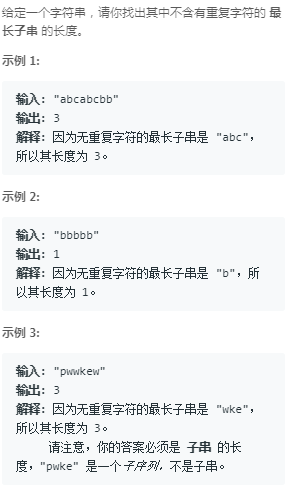 给定一个字符串，请你找出其中不含有重复字符的 最
长子串 的长度。
示例 1:
输入: "abcabcbb"
输出: 3
解释: 因为无重复字符的最长子串是 "abc",
所以其长度为 3。
示例 2:
输入: "bbbbb"
输出: 1
解释: 因为无重复字符的最长子串是 "b", 所
以其长度为 1。
示例 3:
输入: "pwwkew"
输出: 3
解释: 因为无重复字符的最长子串是 "wke",
所以其长度为 3。
请注意，你的答案必须是 子串 的长
度, "pwke" 是一个子序列, 不是子串。